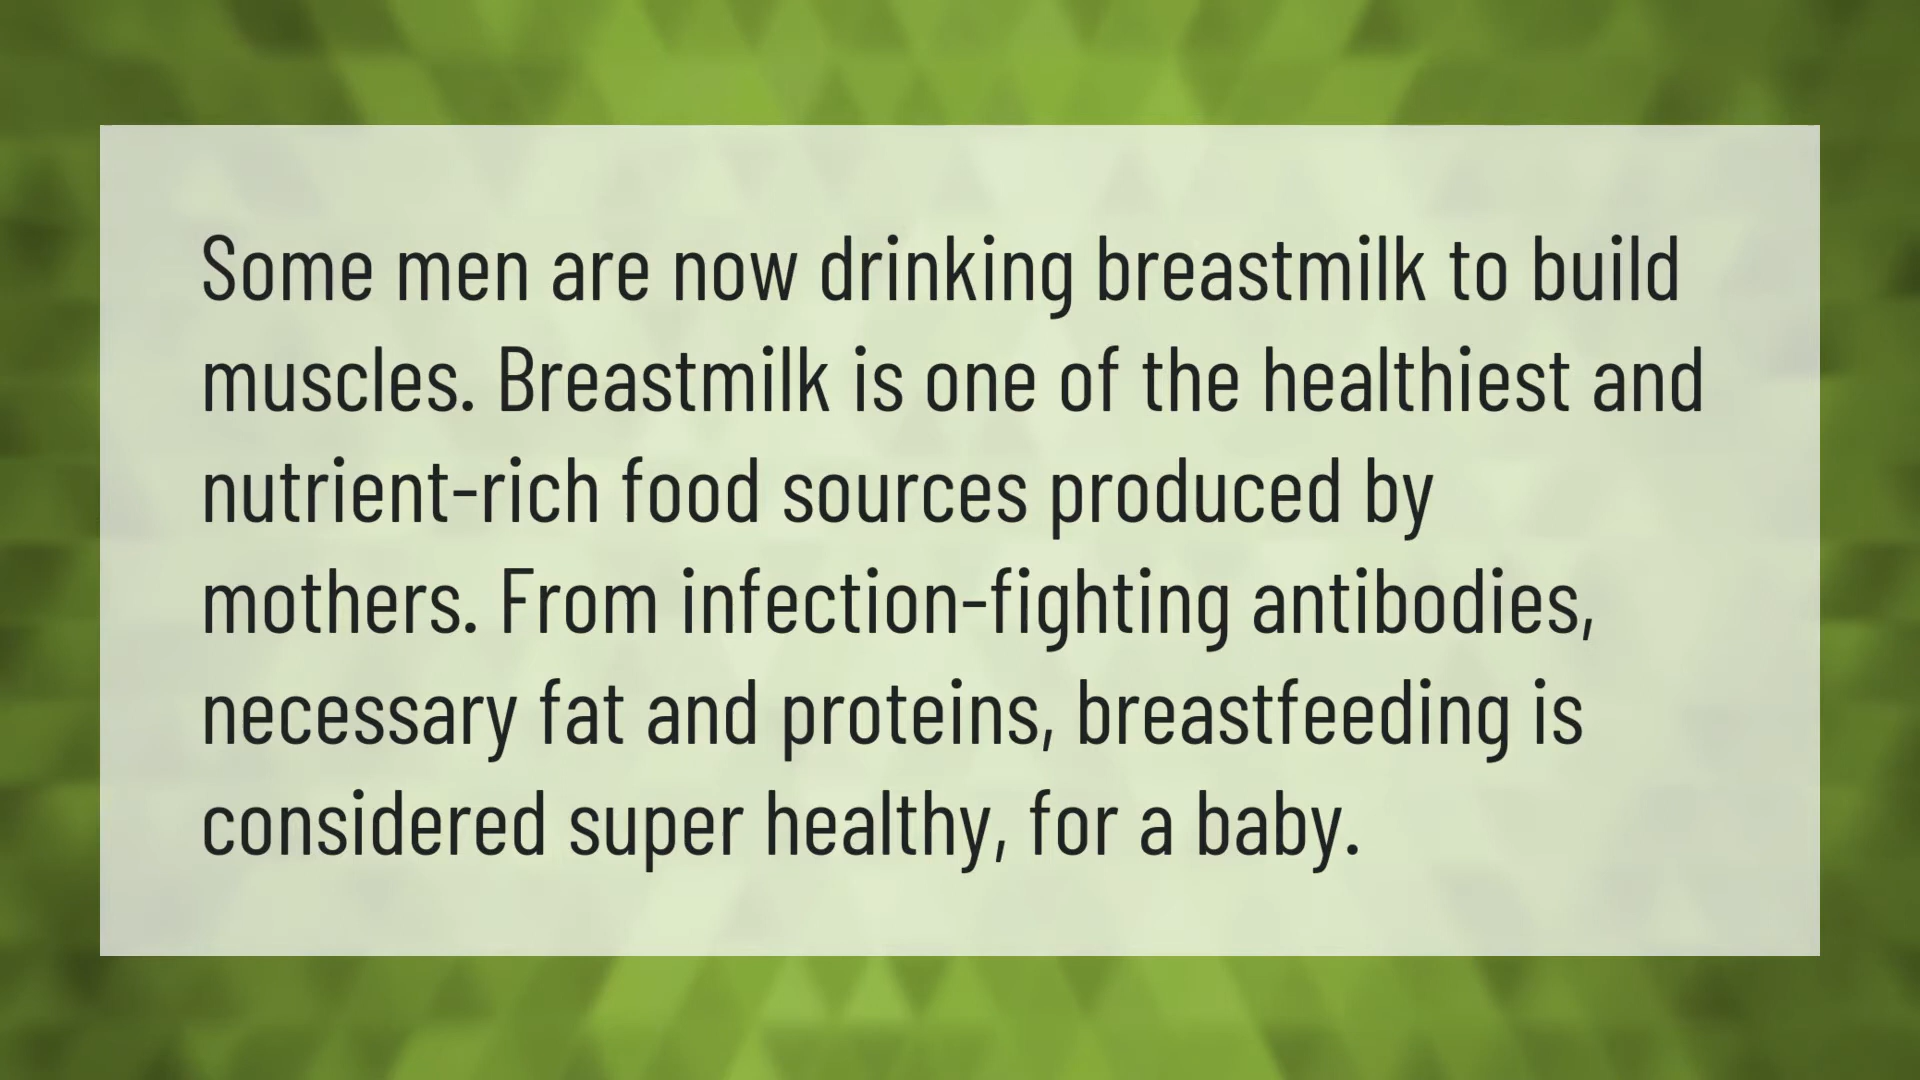 Some men are now drinking breastmilk to build
muscles. Breastmilk is one of the healthiest and
nutrient-rich food sources produced by
mothers. From infection-fighting antibodies,
necessary fat and proteins, breastfeeding is
considered super healthy, for a baby.